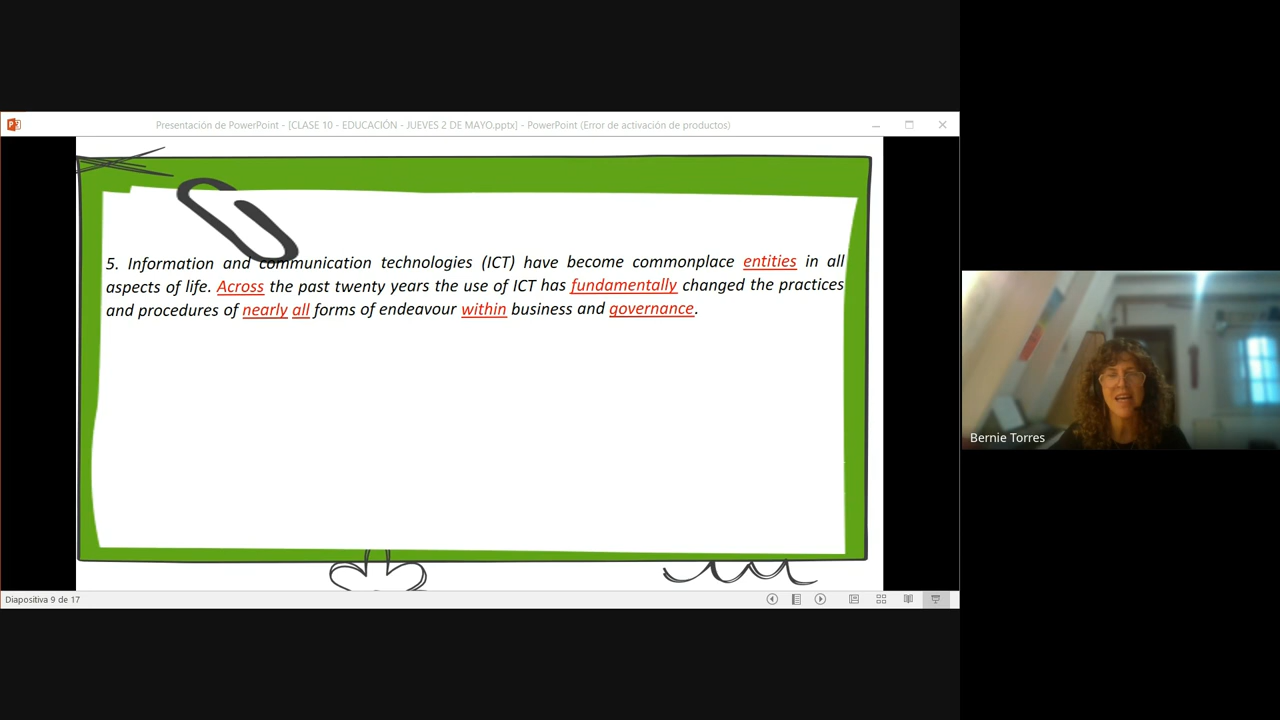 Presentación de PowerPoint - [CLASE 10 - EDUCACIÓN - JUEVES 2 DE MAYO.pptx] - PowerPoint (Error de activación de productos)
5. Information and communication technologies (ICT) have become commonplace entities in all
aspects of life. Across the past twenty years the use of ICT has fundamentally changed the practices
and procedures of nearly all forms of endeavour within business and governance.
Bernie Torres
Diapositiva 9 de 17